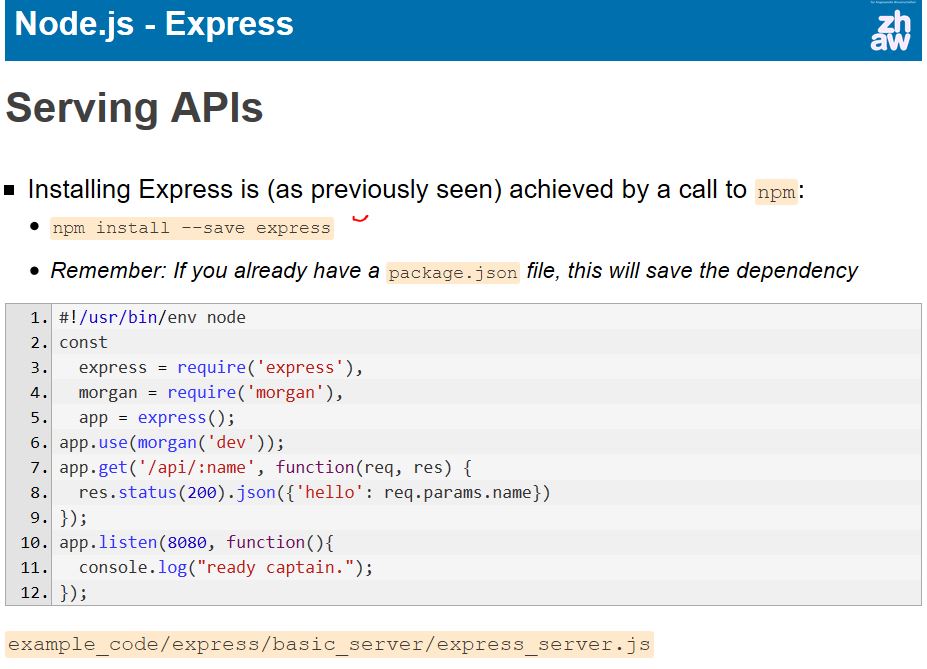 Node.js - Express
zh
aw
Serving APIs
Installing Express is (as previously seen) achieved by a call to npm:
npm install --save express
Remember: If you already have a package.json file, this will save the dependency
1. #!/usr/bin/env node
2. const
3.   express = require('express'),
4.   morgan = require('morgan'),
5.   app = express();
6. app.use(morgan('dev'));
7. app.get('/api/:name', function(req, res) {
8.   res.status(200).json({'hello': req.params.name})
9. });
10. app.listen(8080, function(){
11.   console.log("ready captain.");
12. });
example_code/express/basic_server/express_server.js